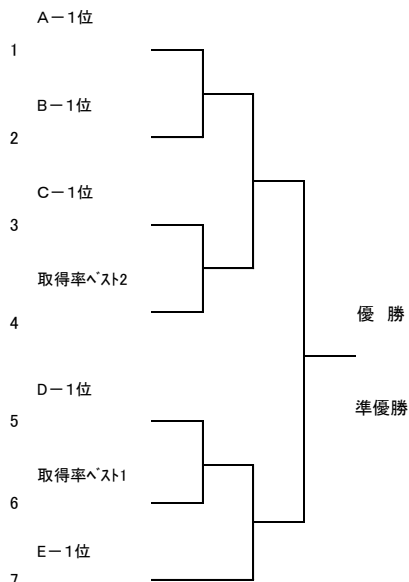 A－1位
1
B－1位
2
C－1位
3
取得率ﾍﾞｽﾄ2
4
優 勝
D－1位
準優勝
5
取得率ﾍﾞｽﾄ1
6
E－1位
7